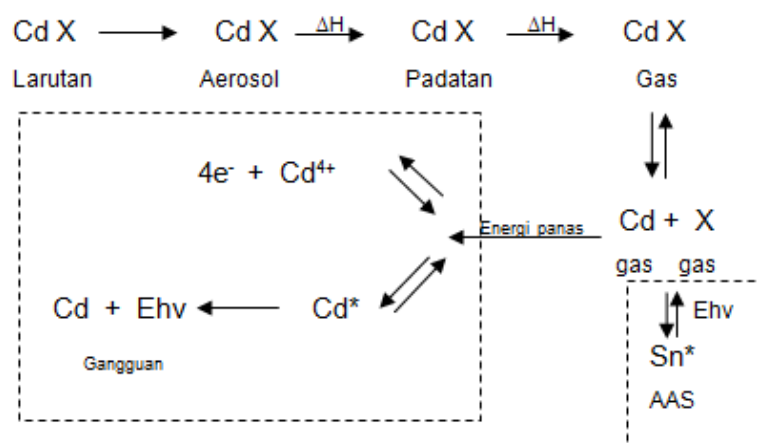 Cd X Cd X ΔH Cd X ΔH Cd X
Larutan Aerosol Padatan Gas
4e⁻ + Cd⁴⁺
Energi panas Cd + X
gas gas
Cd + Ehv Cd* Ehv
Gangguan Sn*
AAS